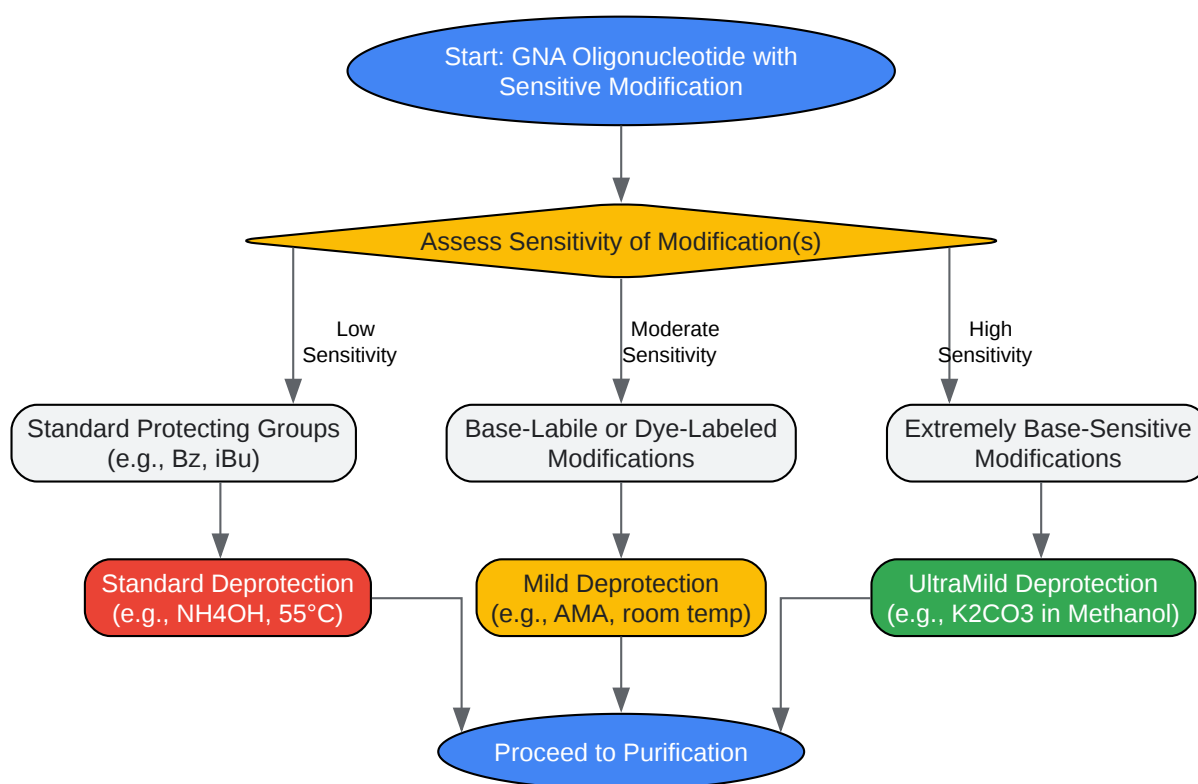 Start: GNA Oligonucleotide with
Sensitive Modification
Assess Sensitivity of Modification(s)
Low
Sensitivity
Moderate
Sensitivity
High
Sensitivity
Standard Protecting Groups
(e.g., Bz, iBu)
Base-Labile or Dye-Labeled
Modifications
Extremely Base-Sensitive
Modifications
Standard Deprotection
(e.g., NH4OH, 55°C)
Mild Deprotection
(e.g., AMA, room temp)
UltraMild Deprotection
(e.g., K2CO3 in Methanol)
Proceed to Purification